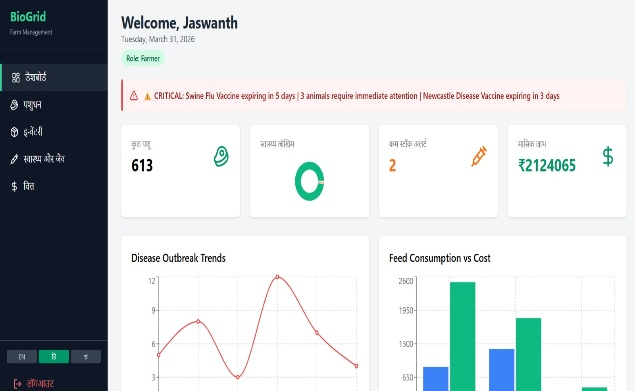 BioGrid
Farm Management
डैशबोर्ड
पशुधन
इन्वेंटरी
स्वास्थ्य और जैव
वित्त
EN
हि
లాగ్అవుట్
Welcome, Jaswanth
Tuesday, March 31, 2026
Role: Farmer
CRITICAL: Swine Flu Vaccine expiring in 5 days | 3 animals require immediate attention | Newcastle Disease Vaccine expiring in 3 days
कुल पशु
613
स्वास्थ्य जोखिम
कम स्टॉक अलर्ट
2
मासिक लाभ
₹2124065
Disease Outbreak Trends
12
9
6
3
Feed Consumption vs Cost
2600
1950
1300
650